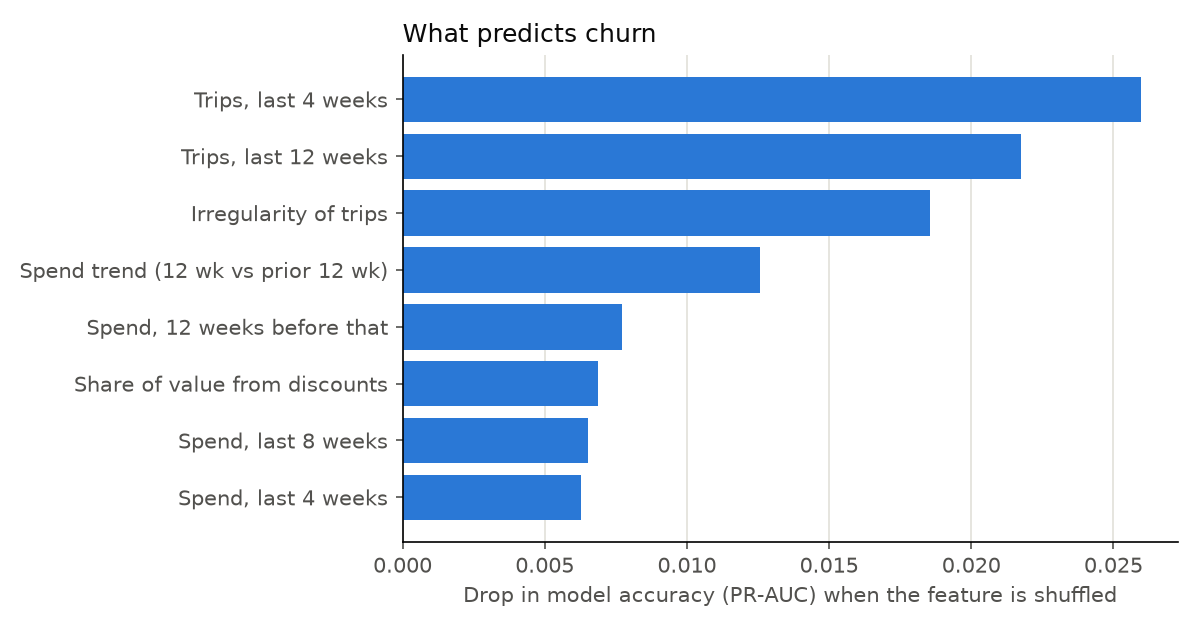 What predicts churn
Trips, last 4 weeks
Trips, last 12 weeks
Irregularity of trips
Spend trend (12 wk vs prior 12 wk)
Spend, 12 weeks before that
Share of value from discounts
Spend, last 8 weeks
Spend, last 4 weeks
0.000 0.005 0.010 0.015 0.020 0.025
Drop in model accuracy (PR-AUC) when the feature is shuffled